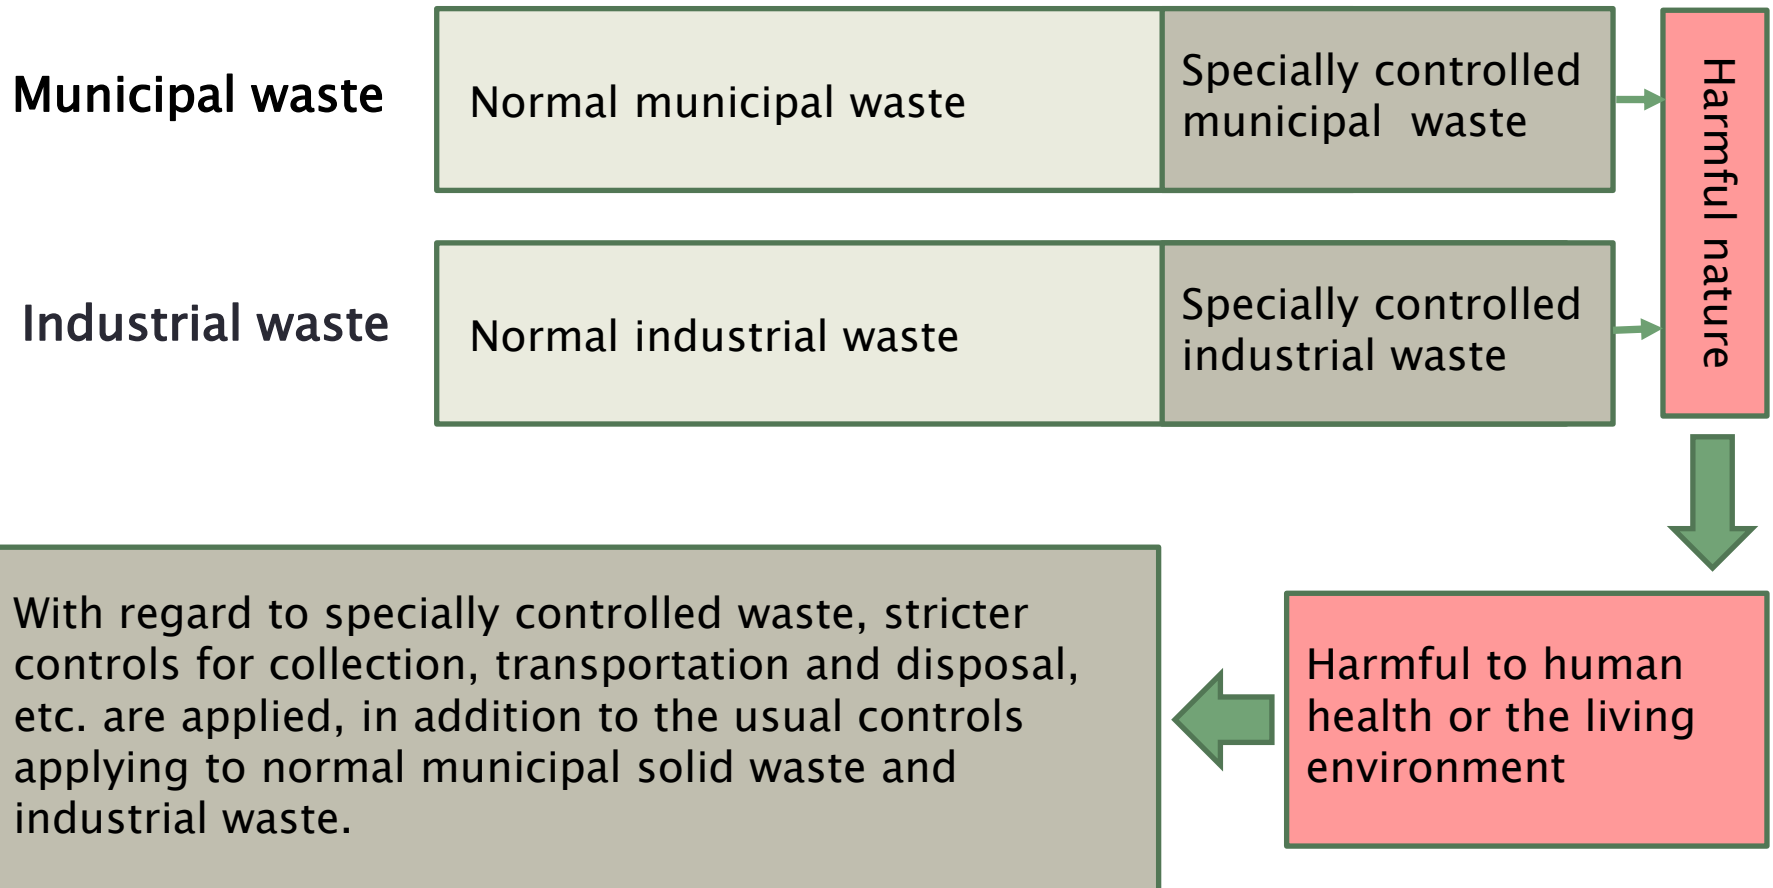 Municipal waste
Normal municipal waste
Specially controlled
municipal waste
Harmful nature
Industrial waste
Normal industrial waste
Specially controlled
industrial waste
With regard to specially controlled waste, stricter
controls for collection, transportation and disposal,
etc. are applied, in addition to the usual controls
applying to normal municipal solid waste and
industrial waste.
Harmful to human
health or the living
environment